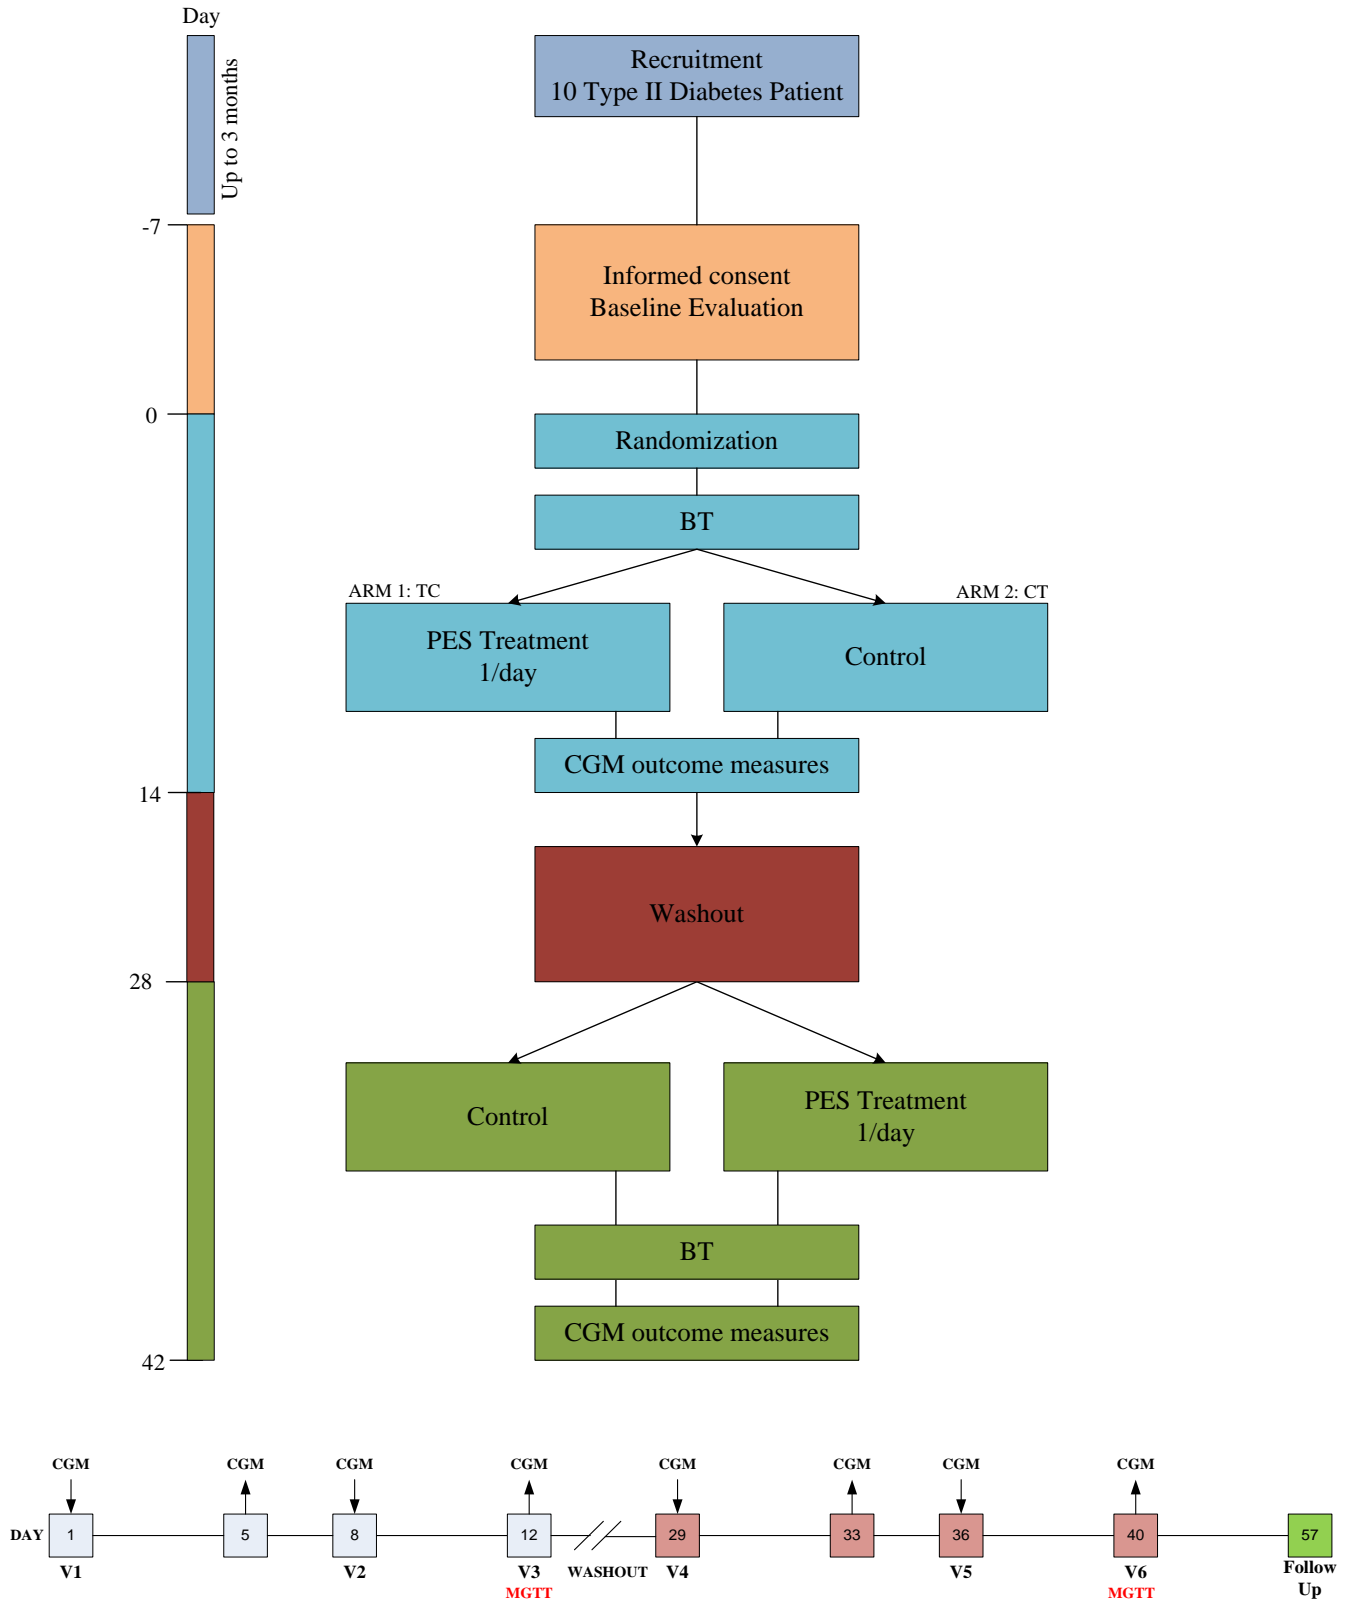 Day
Up to 3 months
Recruitment
10 Type II Diabetes Patient
-7
Informed consent
Baseline Evaluation
0
Randomization
BT
ARM 1: TC
ARM 2: CT
PES Treatment
1/day
Control
CGM outcome measures
14
Washout
28
Control
PES Treatment
1/day
BT
CGM outcome measures
42
CGM CGM CGM CGM CGM CGM CGM CGM
DAY 1 5 8 12 29 33 36 40 57
V1 V2 V3 WASHOUT V4 V5 V6 Follow
Up
MGTT MGTT